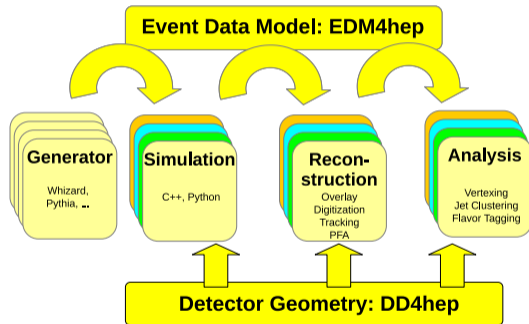 Event Data Model: EDM4hep
Generator
Whizard,
Pythia, ...
Simulation
C++, Python
Recon-
struction
Overlay
Digitization
Tracking
PFA
Analysis
Vertexing
Jet Clustering
Flavor Tagging
Detector Geometry: DD4hep